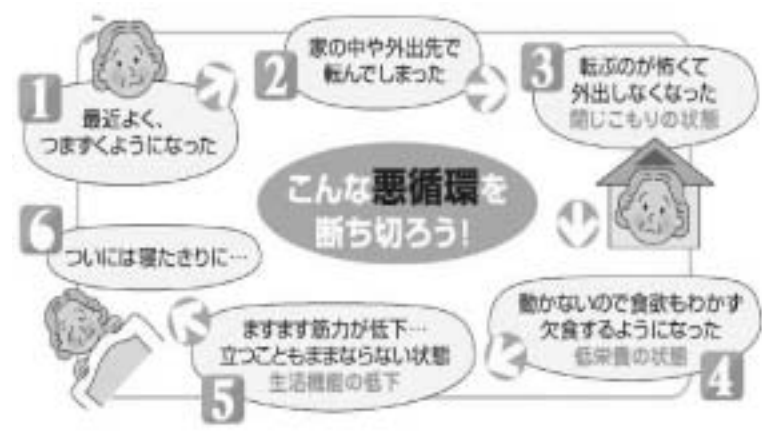 1
最近よく、
つまずくようになった
2
家の中や外出先で
転んでしまった
3
転ぶのが怖くて
外出しなくなった
閉じこもりの状態
こんな悪循環を
断ち切ろう!
4
動かないので食欲もわかず
欠食するようになった
低栄養の状態
5
ますます筋力が低下…
立つこともままならない状態
生活機能の低下
6
ついには寝たきりに…